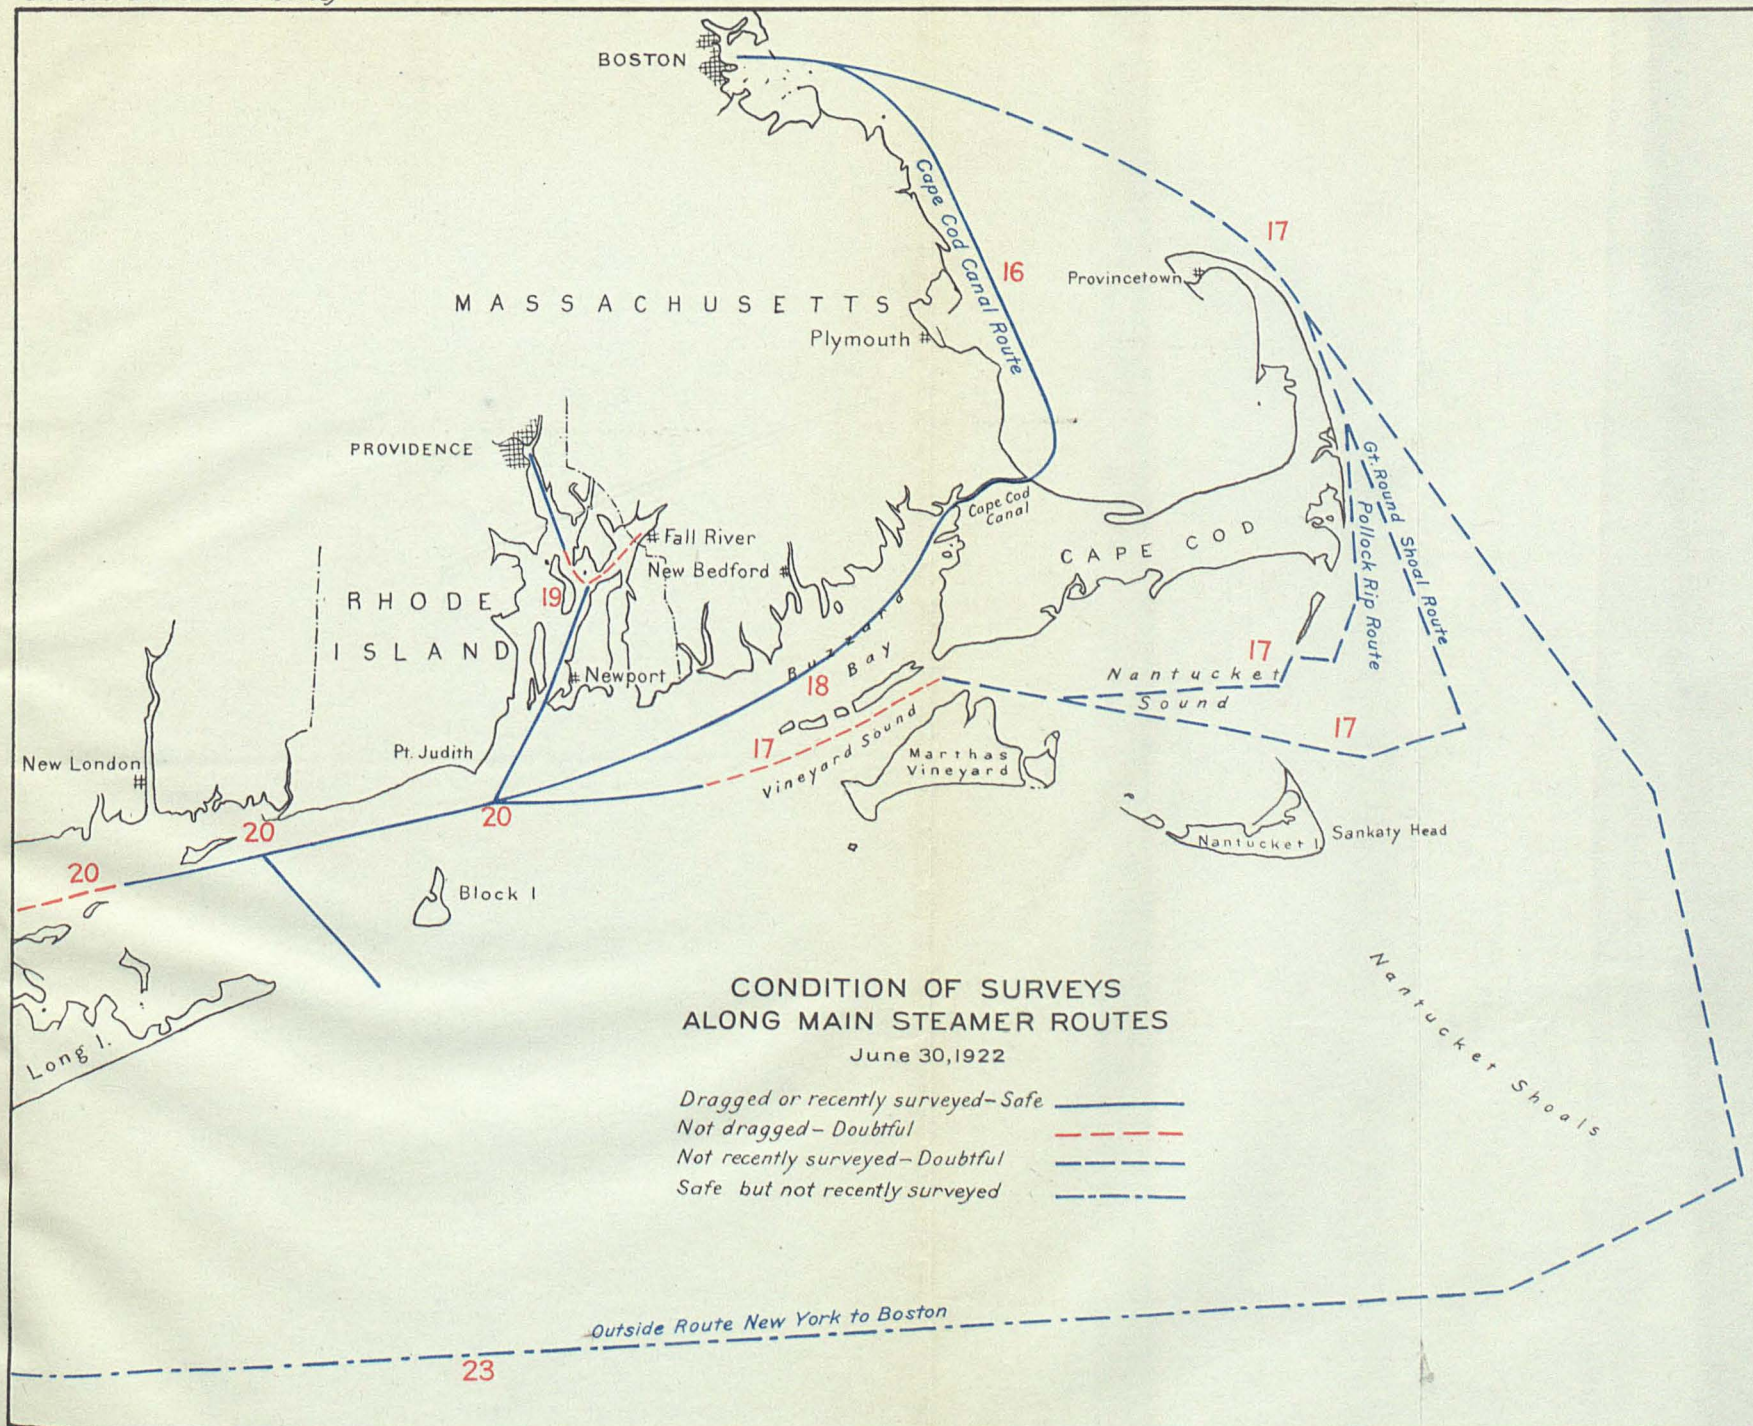 BOSTON
17
Cape Cod Canal Route
16
Provincetown
MASSACHUSETTS
Plymouth
PROVIDENCE
Gt. Round Shoal Route
Pollock Rip Route
Cape Cod
Canal
CAPE COD
Fall River
New Bedford
RHODE
ISLAND
19
Newport
Buzzard
Bay
18
17
Nantucket
Sound
17
17
Vineyard Sound
Marthas
Vineyard
New London
Pt. Judith
20
20
20
Nantucket I
Sankaty Head
Block I
Long I.
Nantucket Shoals
CONDITION OF SURVEYS
ALONG MAIN STEAMER ROUTES
June 30, 1922
Dragged or recently surveyed-Safe
Not dragged-Doubtful
Not recently surveyed-Doubtful
Safe but not recently surveyed
Outside Route New York to Boston
23